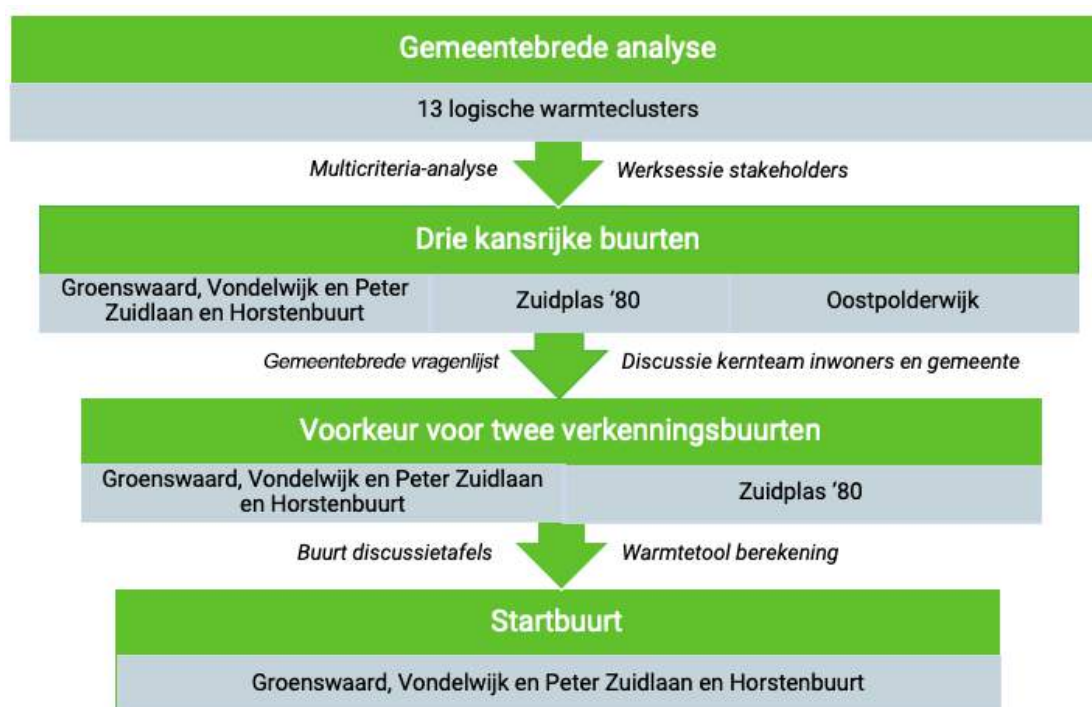 Gemeentebrede analyse
13 logische warmteclusters
Multicriteria-analyse
Werksessie stakeholders
Drie kansrijke buurten
Groenswaard, Vondelwijk en Peter
Zuidlaan en Horstenbuurt
Zuidplas ‘80
Oostpolderwijk
Gemeentebrede vragenlijst
Discussie kernteam inwoners en gemeente
Voorkeur voor twee verkenningsbuurten
Groenswaard, Vondelwijk en Peter Zuidlaan
en Horstenbuurt
Zuidplas ‘80
Buurt discussietafels
Warmtetool berekening
Startbuurt
Groenswaard, Vondelwijk en Peter Zuidlaan en Horstenbuurt